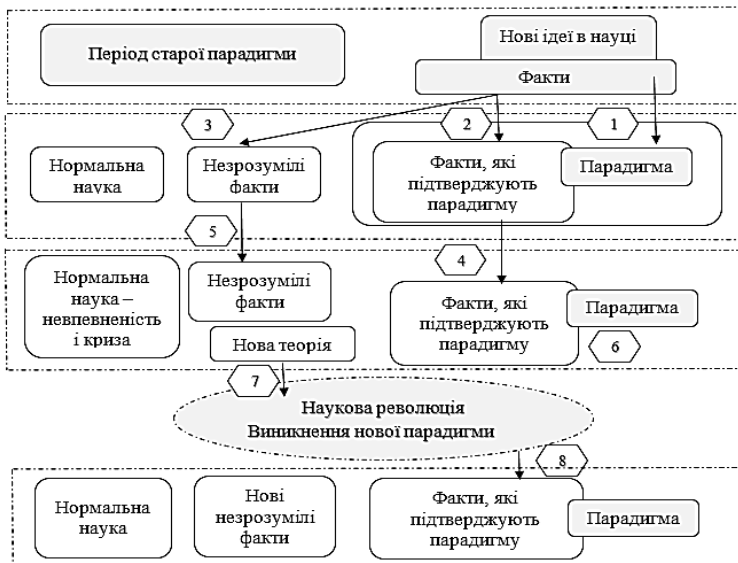 Період старої парадигми
Нові ідеї в науці
Факти
3
2
1
Нормальна
наука
Незрозумілі
факти
Факти, які
підтверджують
парадигму
Парадигма
5
4
Нормальна
наука –
невпевненість
і криза
Незрозумілі
факти
Нова теорія
Факти, які
підтверджують
парадигму
Парадигма
6
7
Наукова революція
Виникнення нової парадигми
8
Нормальна
наука
Нові
незрозумілі
факти
Факти, які
підтверджують
парадигму
Парадигма